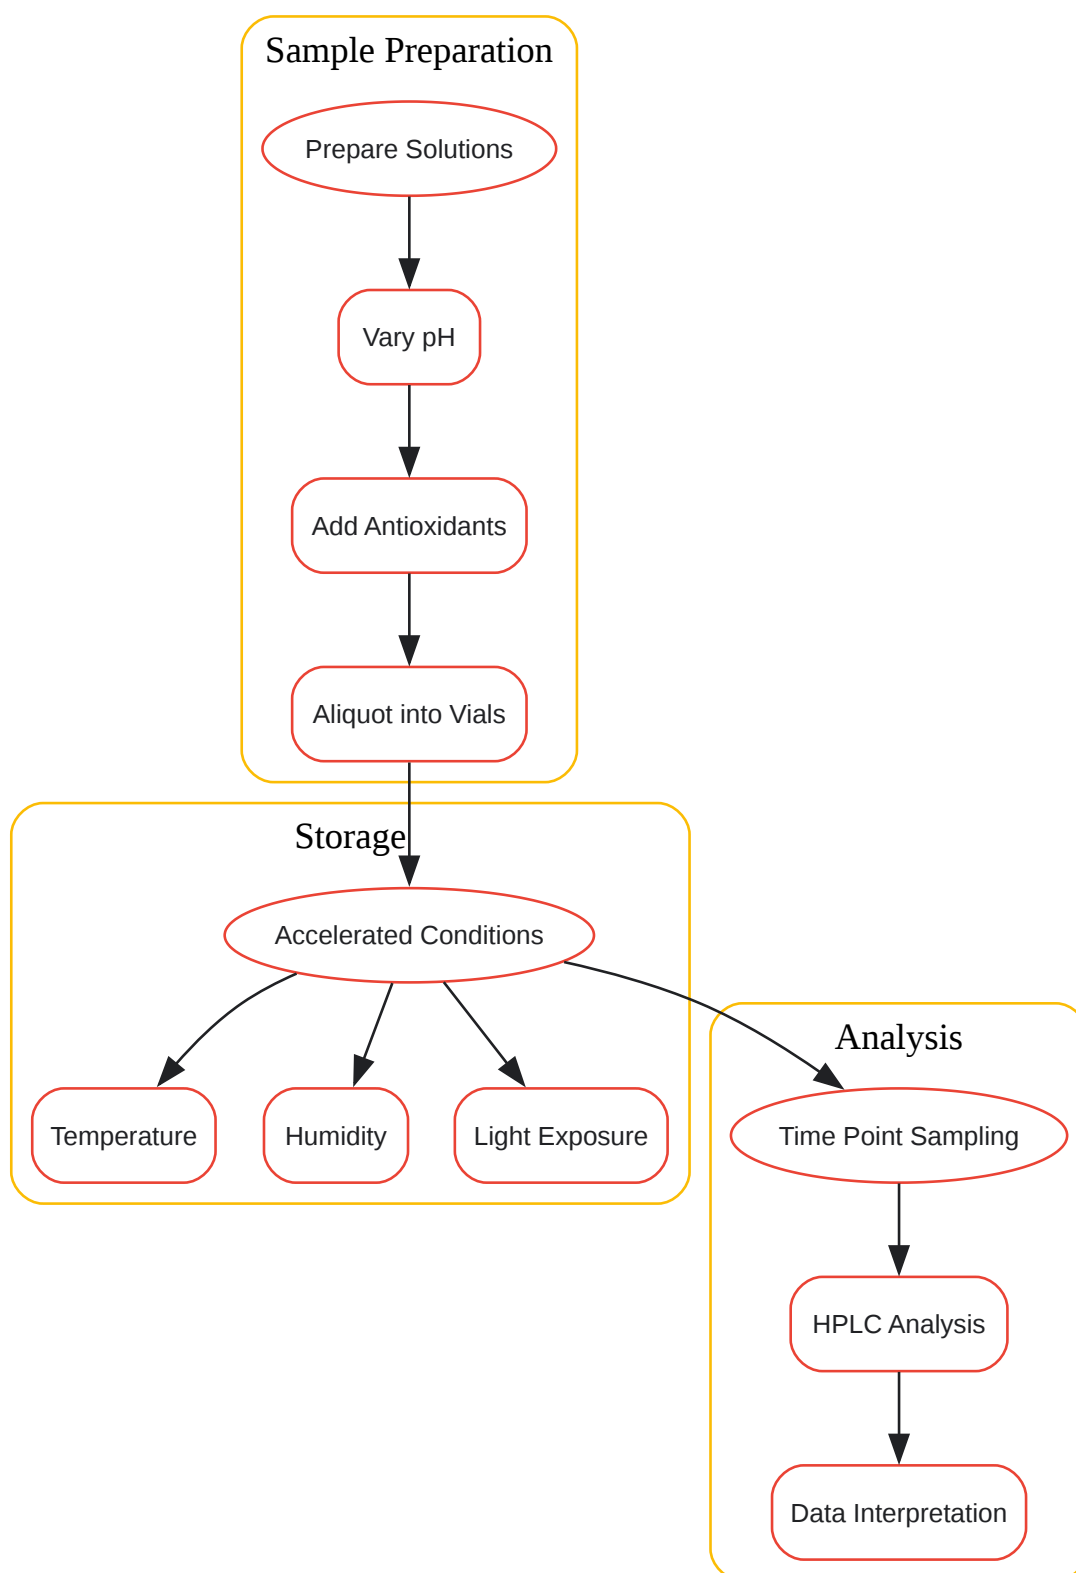 Sample Preparation
Prepare Solutions
Vary pH
Add Antioxidants
Aliquot into Vials
Storage
Accelerated Conditions
Temperature
Humidity
Light Exposure
Analysis
Time Point Sampling
HPLC Analysis
Data Interpretation